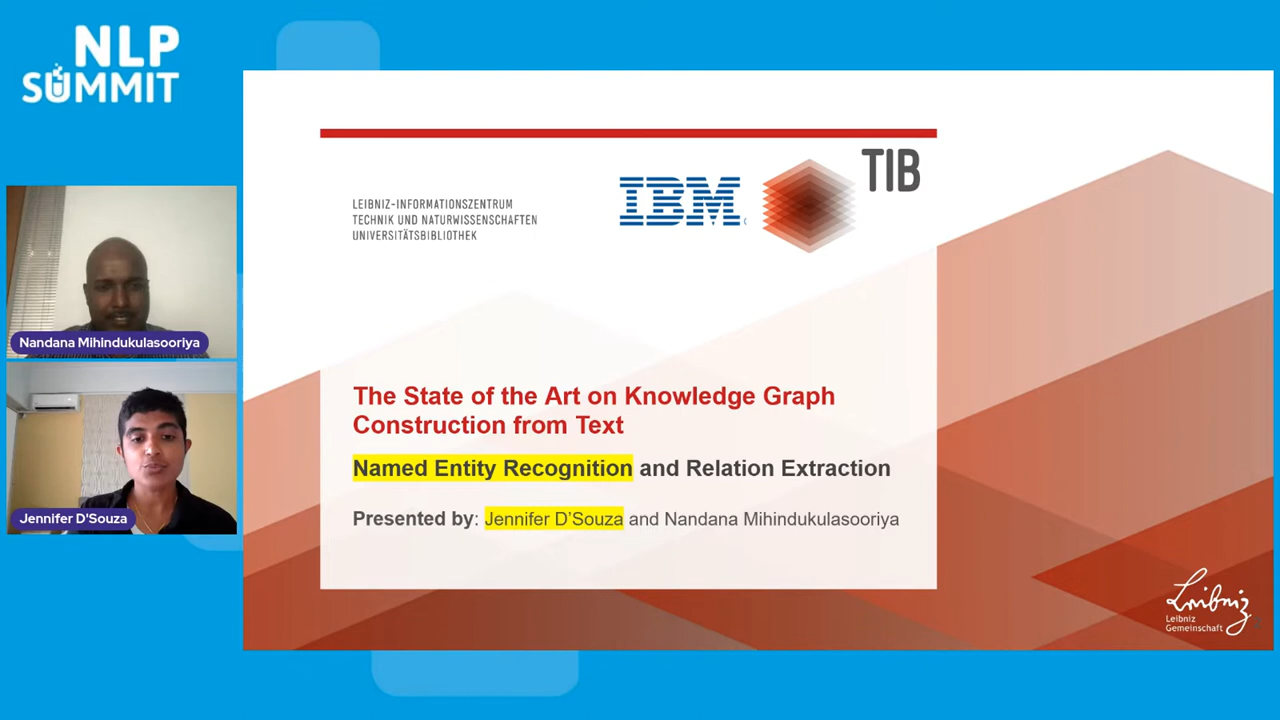 NLP
SUMMIT
Nandana Mihindukulasooriya
Jennifer D'Souza
LEIBNIZ-INFORMATIONSZENTRUM
TECHNIK UND NATURWISSENSCHAFTEN
UNIVERSITÄTSBIBLIOTHEK
IBM
TIB
The State of the Art on Knowledge Graph
Construction from Text
Named Entity Recognition and Relation Extraction
Presented by: Jennifer D’Souza and Nandana Mihindukulasooriya
Leibniz
Leibniz
Gemeinschaft